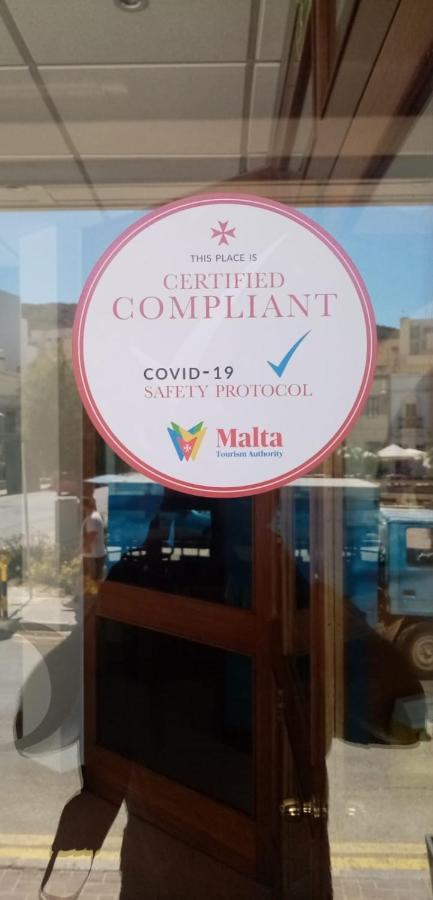 THIS PLACE IS
CERTIFIED
COMPLIANT
COVID-19
SAFETY PROTOCOL
Malta
Tourism Authority